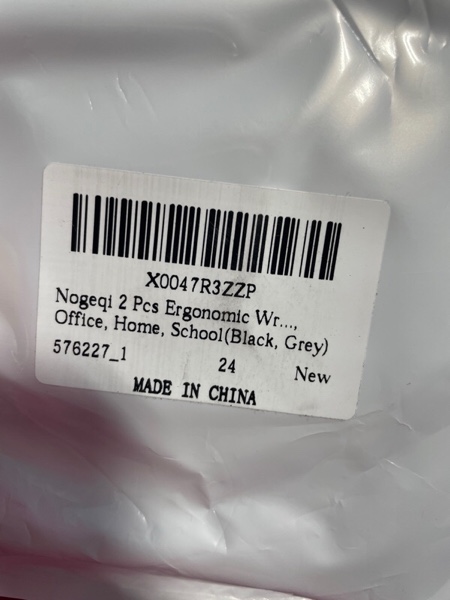 X0047R3ZZP
Nogeqi 2 Pcs Ergonomic Wr...,
Office, Home, School(Black, Grey)
576227_1 24 New
MADE IN CHINA